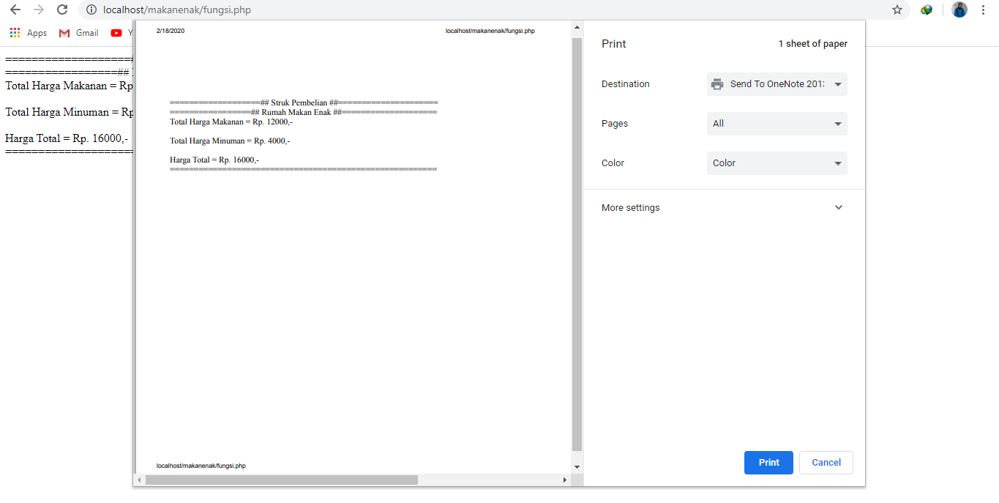 localhost/makanenak/fungsi.php
Apps Gmail Y
=====================
==================##
Total Harga Makanan = Rp
Total Harga Minuman = Rp
Harga Total = Rp. 16000,-
=====================
2/18/2020 localhost/makanenak/fungsi.php
===================## Struk Pembelian ##=====================
=================## Rumah Makan Enak ##====================
Total Harga Makanan = Rp. 12000,-
Total Harga Minuman = Rp. 4000,-
Harga Total = Rp. 16000,-
========================================================
localhost/makanenak/fungsi.php
Print 1 sheet of paper
Destination Send To OneNote 201
Pages All
Color Color
More settings
Print Cancel